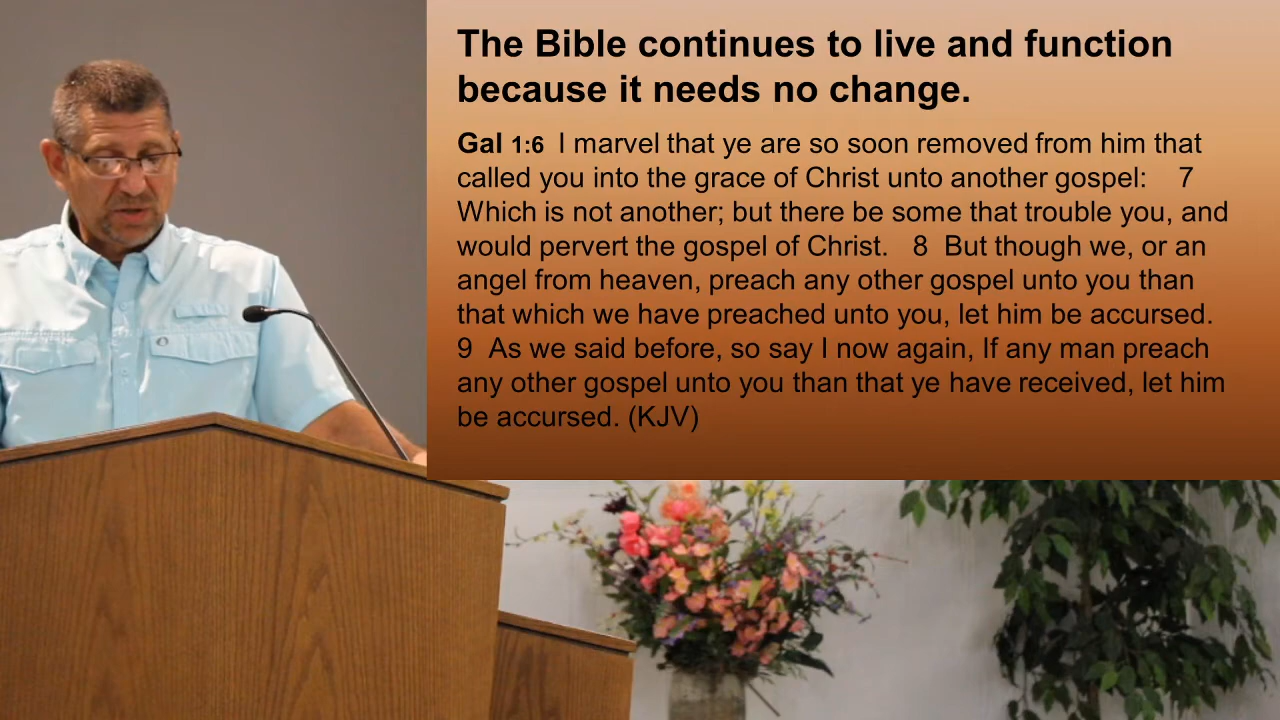 The Bible continues to live and function
because it needs no change.
Gal 1:6 I marvel that ye are so soon removed from him that
called you into the grace of Christ unto another gospel: 7
Which is not another; but there be some that trouble you, and
would pervert the gospel of Christ. 8 But though we, or an
angel from heaven, preach any other gospel unto you than
that which we have preached unto you, let him be accursed.
9 As we said before, so say I now again, If any man preach
any other gospel unto you than that ye have received, let him
be accursed. (KJV)